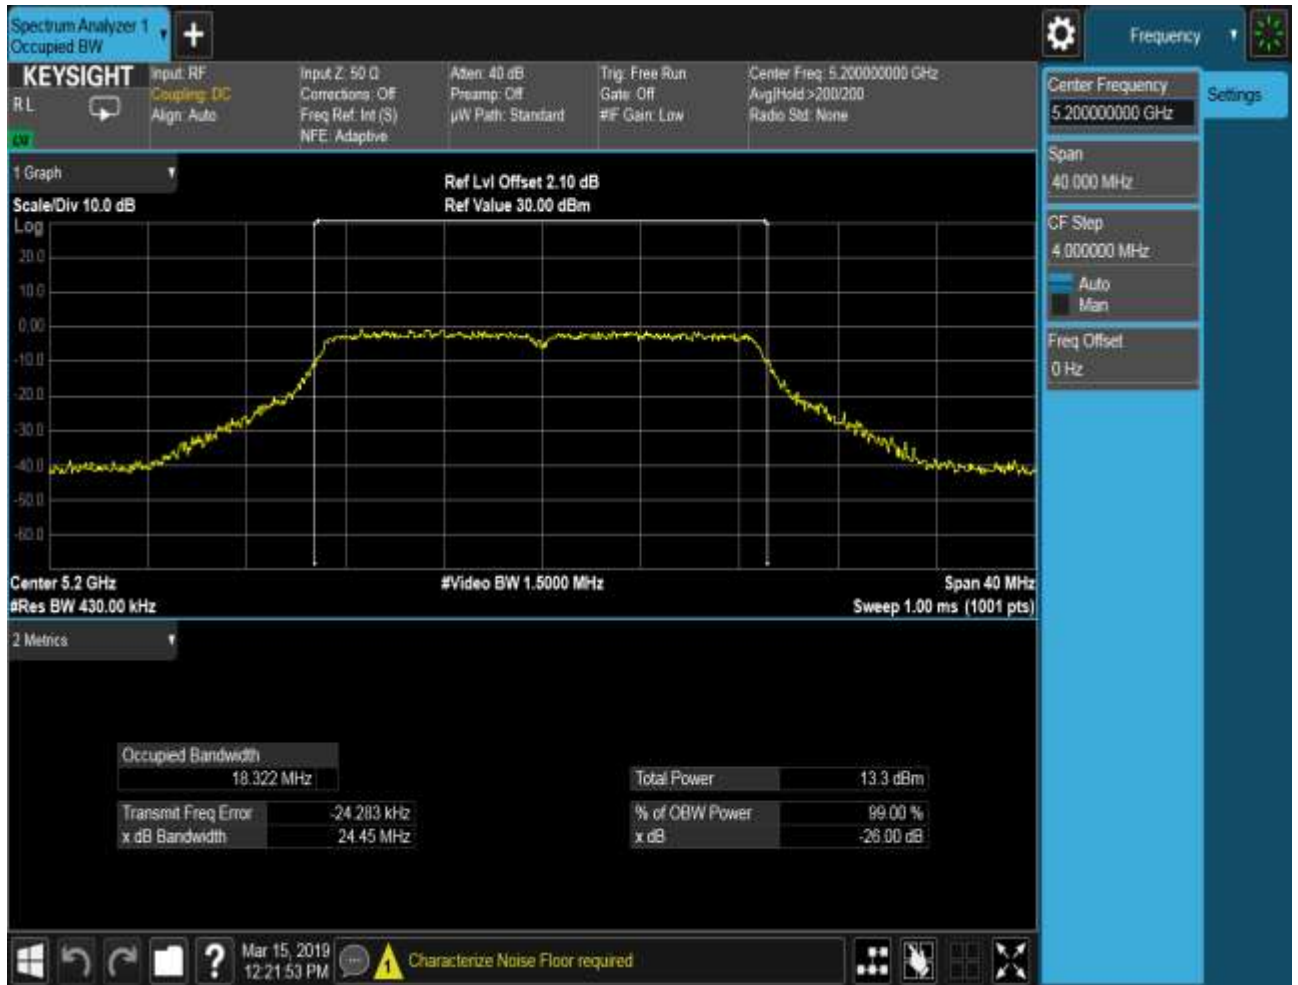 Spectrum Analyzer 1
Occupied BW
Frequency
KEYSIGHT
R L
Input: RF
Coupling: DC
Align: Auto
Input Z: 50 Ω
Corrections: Off
Freq Ref: Int (S)
NFE: Adaptive
Atten: 40 dB
Preamp: Off
µW Path: Standard
Trig: Free Run
Gate: Off
#IF Gain: Low
Center Freq: 5.200000000 GHz
Avg|Hold:>200/200
Radio Std: None
Center Frequency
5.200000000 GHz
Settings
Span
40.000 MHz
CF Step
4.000000 MHz
Auto
Man
Freq Offset
0 Hz
1 Graph
Scale/Div 10.0 dB
Ref Lvl Offset 2.10 dB
Ref Value 30.00 dBm
Log
20.0
10.0
0.00
-10.0
-20.0
-30.0
-40.0
-50.0
-60.0
Center 5.2 GHz
#Video BW 1.5000 MHz
Span 40 MHz
#Res BW 430.00 kHz
Sweep 1.00 ms (1001 pts)
2 Metrics
Occupied Bandwidth
18.322 MHz
Total Power 13.3 dBm
Transmit Freq Error -24.283 kHz
% of OBW Power 99.00 %
x dB Bandwidth 24.45 MHz
x dB -26.00 dB
?
Mar 15, 2019
12:21:53 PM
1
Characterize Noise Floor required